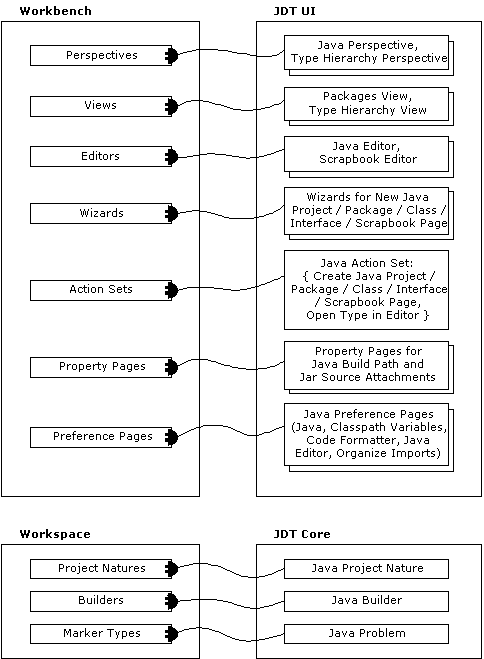 Workbench
JDT UI
Perspectives
Java Perspective,
Type Hierarchy Perspective
Views
Packages View,
Type Hierarchy View
Editors
Java Editor,
Scrapbook Editor
Wizards
Wizards for New Java
Project / Package / Class /
Interface / Scrapbook Page
Action Sets
Java Action Set:
{ Create Java Project /
Package / Class / Interface
/ Scrapbook Page,
Open Type in Editor }
Property Pages
Property Pages for
Java Build Path and
Jar Source Attachments
Preference Pages
Java Preference Pages
(Java, Classpath Variables,
Code Formatter, Java
Editor, Organize Imports)
Workspace
JDT Core
Project Natures
Java Project Nature
Builders
Java Builder
Marker Types
Java Problem